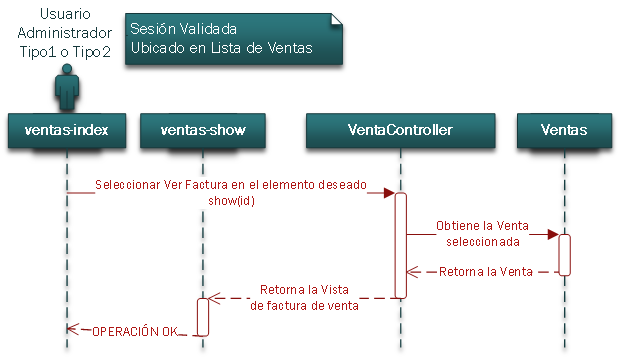 Usuario
Administrador
Tipo1 o Tipo2
Sesión Validada
Ubicado en Lista de Ventas
ventas-index
ventas-show
VentaController
Ventas
Seleccionar Ver Factura en el elemento deseado
show(id)
Obtiene la Venta
seleccionada
Retorna la Venta
Retorna la Vista
de factura de venta
OPERACIÓN OK